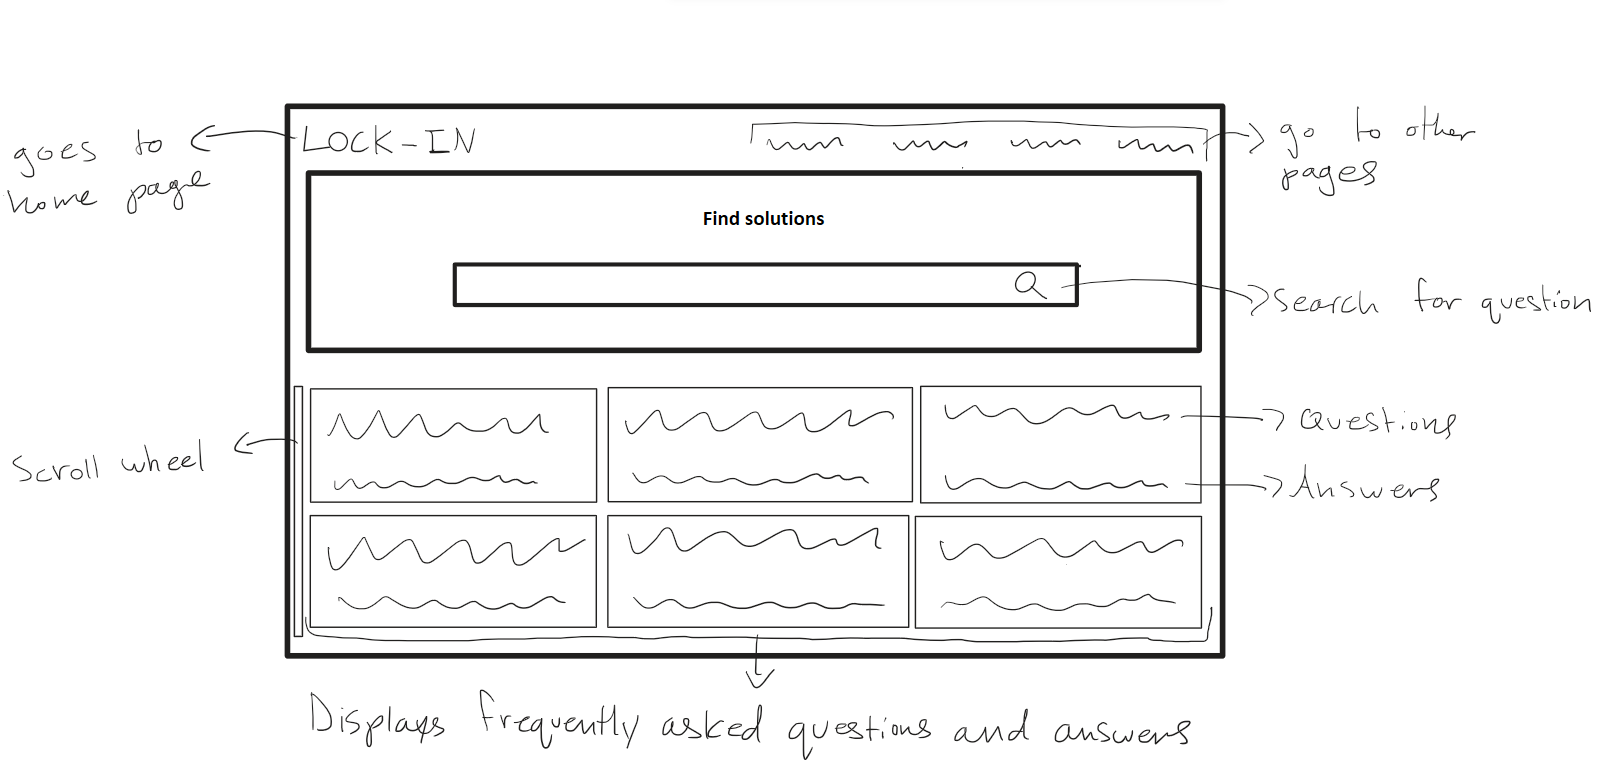 LOCK-IN
goes to
home page
go to other
pages
Find solutions
Search for question
Scroll wheel
Questions
Answers
Displays frequently asked questions and answers